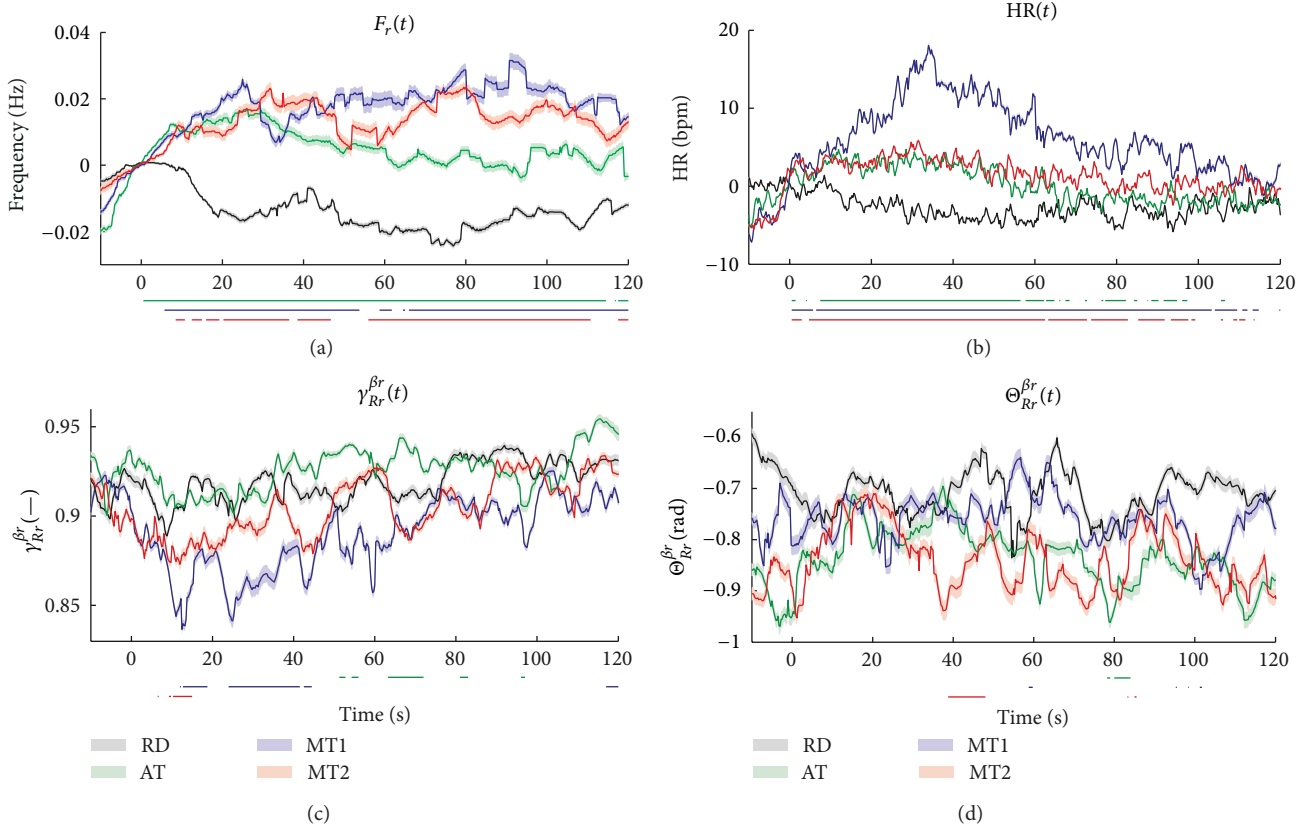 F_r(t)
0.04
0.02
0
−0.02
Frequency (Hz)
0 20 40 60 80 100 120
(a)
HR(t)
20
10
0
−10
HR (bpm)
0 20 40 60 80 100 120
(b)
γ_{Rr}^{βr}(t)
0.95
0.9
0.85
γ_{Rr}^{βr} (—)
0 20 40 60 80 100 120
Time (s)
RD MT1
AT MT2
(c)
Θ_{Rr}^{βr}(t)
−0.6
−0.7
−0.8
−0.9
−1
Θ_{Rr}^{βr} (rad)
0 20 40 60 80 100 120
Time (s)
RD MT1
AT MT2
(d)